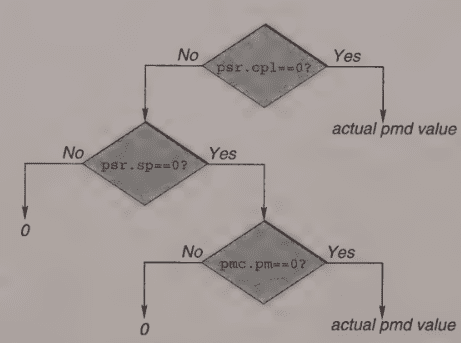 No
psr.cpl==0?
Yes
actual pmd value
No
psr.sp==0?
Yes
0
No
pmc.pm==0?
Yes
0
actual pmd value